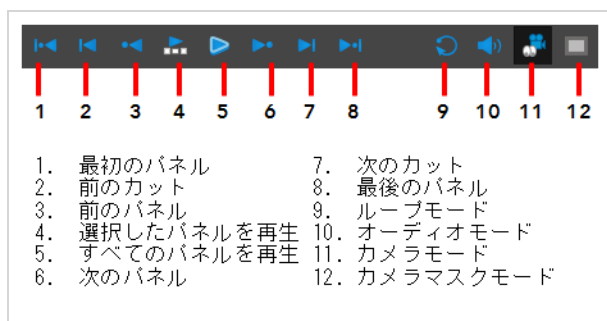 1 2 3 4 5 6 7 8 9 10 11 12
1. 最初のパネル
2. 前のカット
3. 前のパネル
4. 選択したパネルを再生
5. すべてのパネルを再生
6. 次のパネル
7. 次のカット
8. 最後のパネル
9. ループモード
10. オーディオモード
11. カメラモード
12. カメラマスクモード